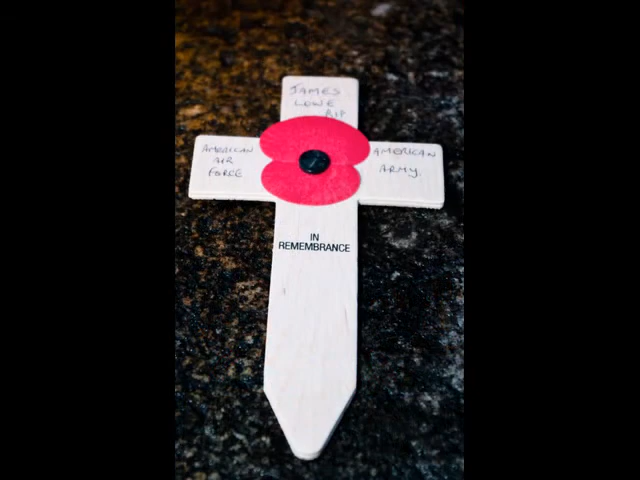 JAMES
LOWE
RIP
AMERICAN
AIR
FORCE
AMERICAN
ARMY
IN
REMEMBRANCE